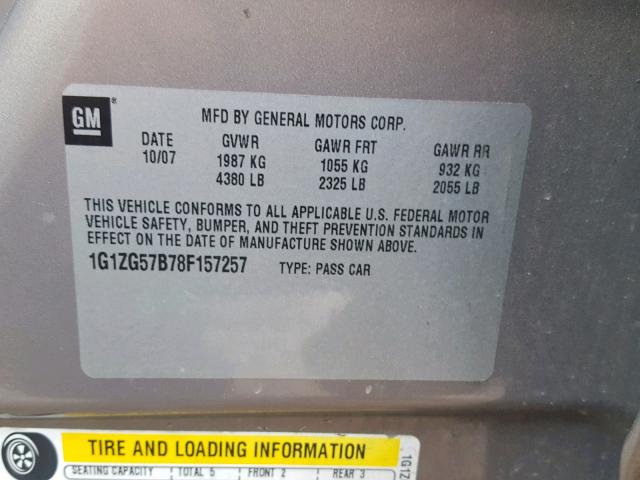 GM®
MFD BY GENERAL MOTORS CORP.
DATE GVWR GAWR FRT GAWR RR
10/07 1987 KG 1055 KG 932 KG
4380 LB 2325 LB 2055 LB
THIS VEHICLE CONFORMS TO ALL APPLICABLE U.S. FEDERAL MOTOR
VEHICLE SAFETY, BUMPER, AND THEFT PREVENTION STANDARDS IN
EFFECT ON THE DATE OF MANUFACTURE SHOWN ABOVE.
1G1ZG57B78F157257 TYPE: PASS CAR
TIRE AND LOADING INFORMATION
SEATING CAPACITY TOTAL 5 FRONT 2 REAR 3
1G1Z